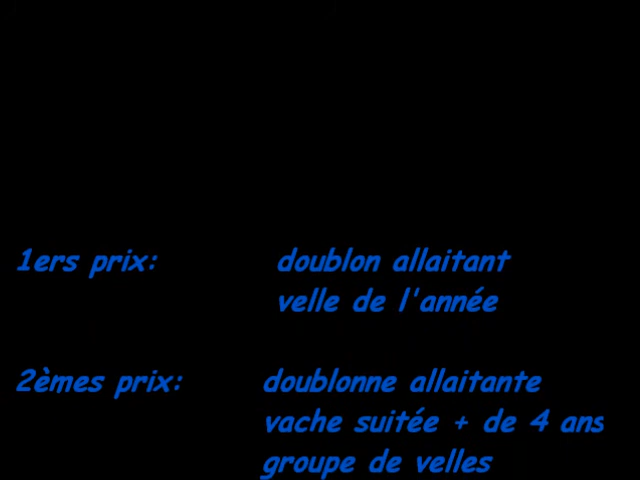 1ers prix: doublon allaitant
velle de l'année
2èmes prix: doublonne allaitante
vache suitée + de 4 ans
groupe de velles